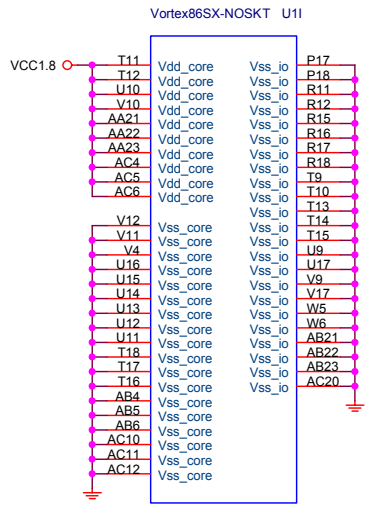 Vortex86SX-NOSKT U1I
VCC1.8 T11 Vdd_core Vss_io P17
T12 Vdd_core Vss_io P18
U10 Vdd_core Vss_io R11
V10 Vdd_core Vss_io R12
AA21 Vdd_core Vss_io R15
AA22 Vdd_core Vss_io R16
AA23 Vdd_core Vss_io R17
AC4 Vdd_core Vss_io R18
AC5 Vdd_core Vss_io T9
AC6 Vdd_core Vss_io T10
Vss_io T13
V12 Vss_core Vss_io T14
V11 Vss_core Vss_io T15
V4 Vss_core Vss_io U9
U16 Vss_core Vss_io U17
U15 Vss_core Vss_io V9
U14 Vss_core Vss_io V17
U13 Vss_core Vss_io W5
U12 Vss_core Vss_io W6
U11 Vss_core Vss_io AB21
T18 Vss_core Vss_io AB22
T17 Vss_core Vss_io AB23
T16 Vss_core Vss_io AC20
AB4 Vss_core
AB5 Vss_core
AB6 Vss_core
AC10 Vss_core
AC11 Vss_core
AC12 Vss_core